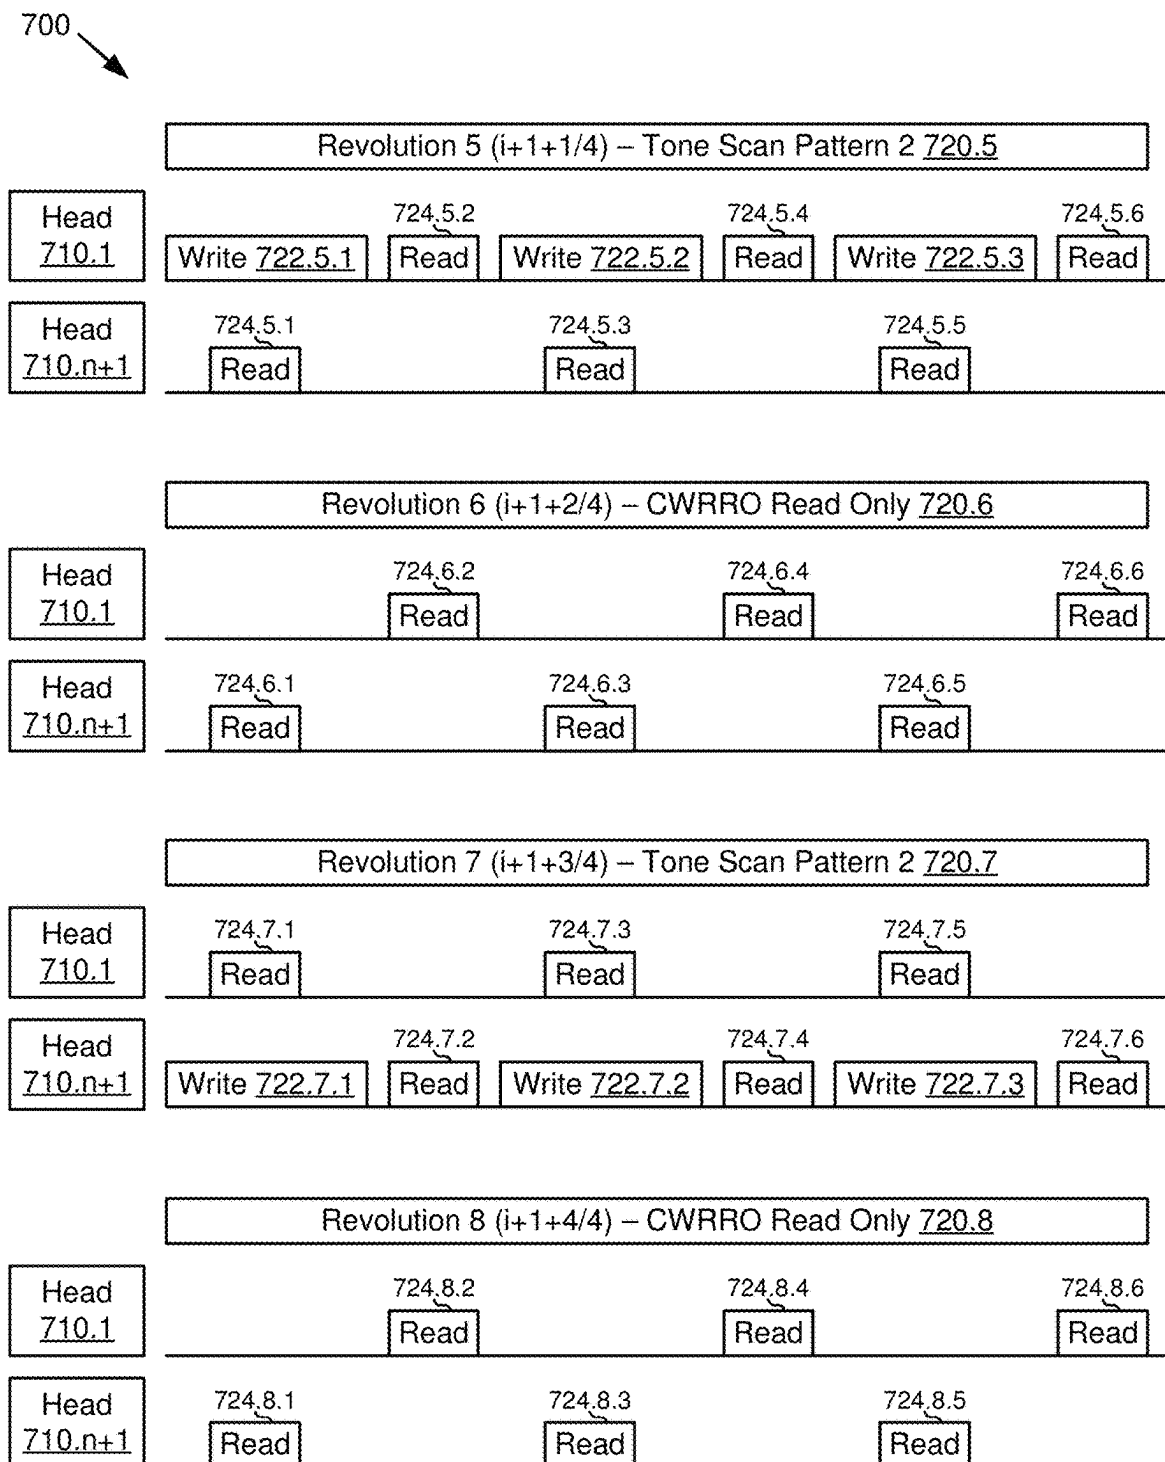 700
Revolution 5 (i+1+1/4) – Tone Scan Pattern 2 720.5
Head
710.1
724.5.2 724.5.4 724.5.6
Write 722.5.1 Read Write 722.5.2 Read Write 722.5.3 Read
Head
710.n+1
724.5.1 724.5.3 724.5.5
Read Read Read
Revolution 6 (i+1+2/4) – CWRRO Read Only 720.6
Head
710.1
724.6.2 724.6.4 724.6.6
Read Read Read
Head
710.n+1
724.6.1 724.6.3 724.6.5
Read Read Read
Revolution 7 (i+1+3/4) – Tone Scan Pattern 2 720.7
Head
710.1
724.7.1 724.7.3 724.7.5
Read Read Read
Head
710.n+1
724.7.2 724.7.4 724.7.6
Write 722.7.1 Read Write 722.7.2 Read Write 722.7.3 Read
Revolution 8 (i+1+4/4) – CWRRO Read Only 720.8
Head
710.1
724.8.2 724.8.4 724.8.6
Read Read Read
Head
710.n+1
724.8.1 724.8.3 724.8.5
Read Read Read